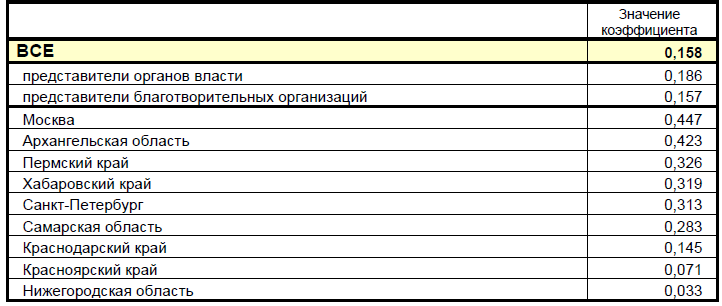 Значение
коэффициента
ВСЕ 0,158
представители органов власти 0,186
представители благотворительных организаций 0,157
Москва 0,447
Архангельская область 0,423
Пермский край 0,326
Хабаровский край 0,319
Санкт-Петербург 0,313
Самарская область 0,283
Краснодарский край 0,145
Красноярский край 0,071
Нижегородская область 0,033